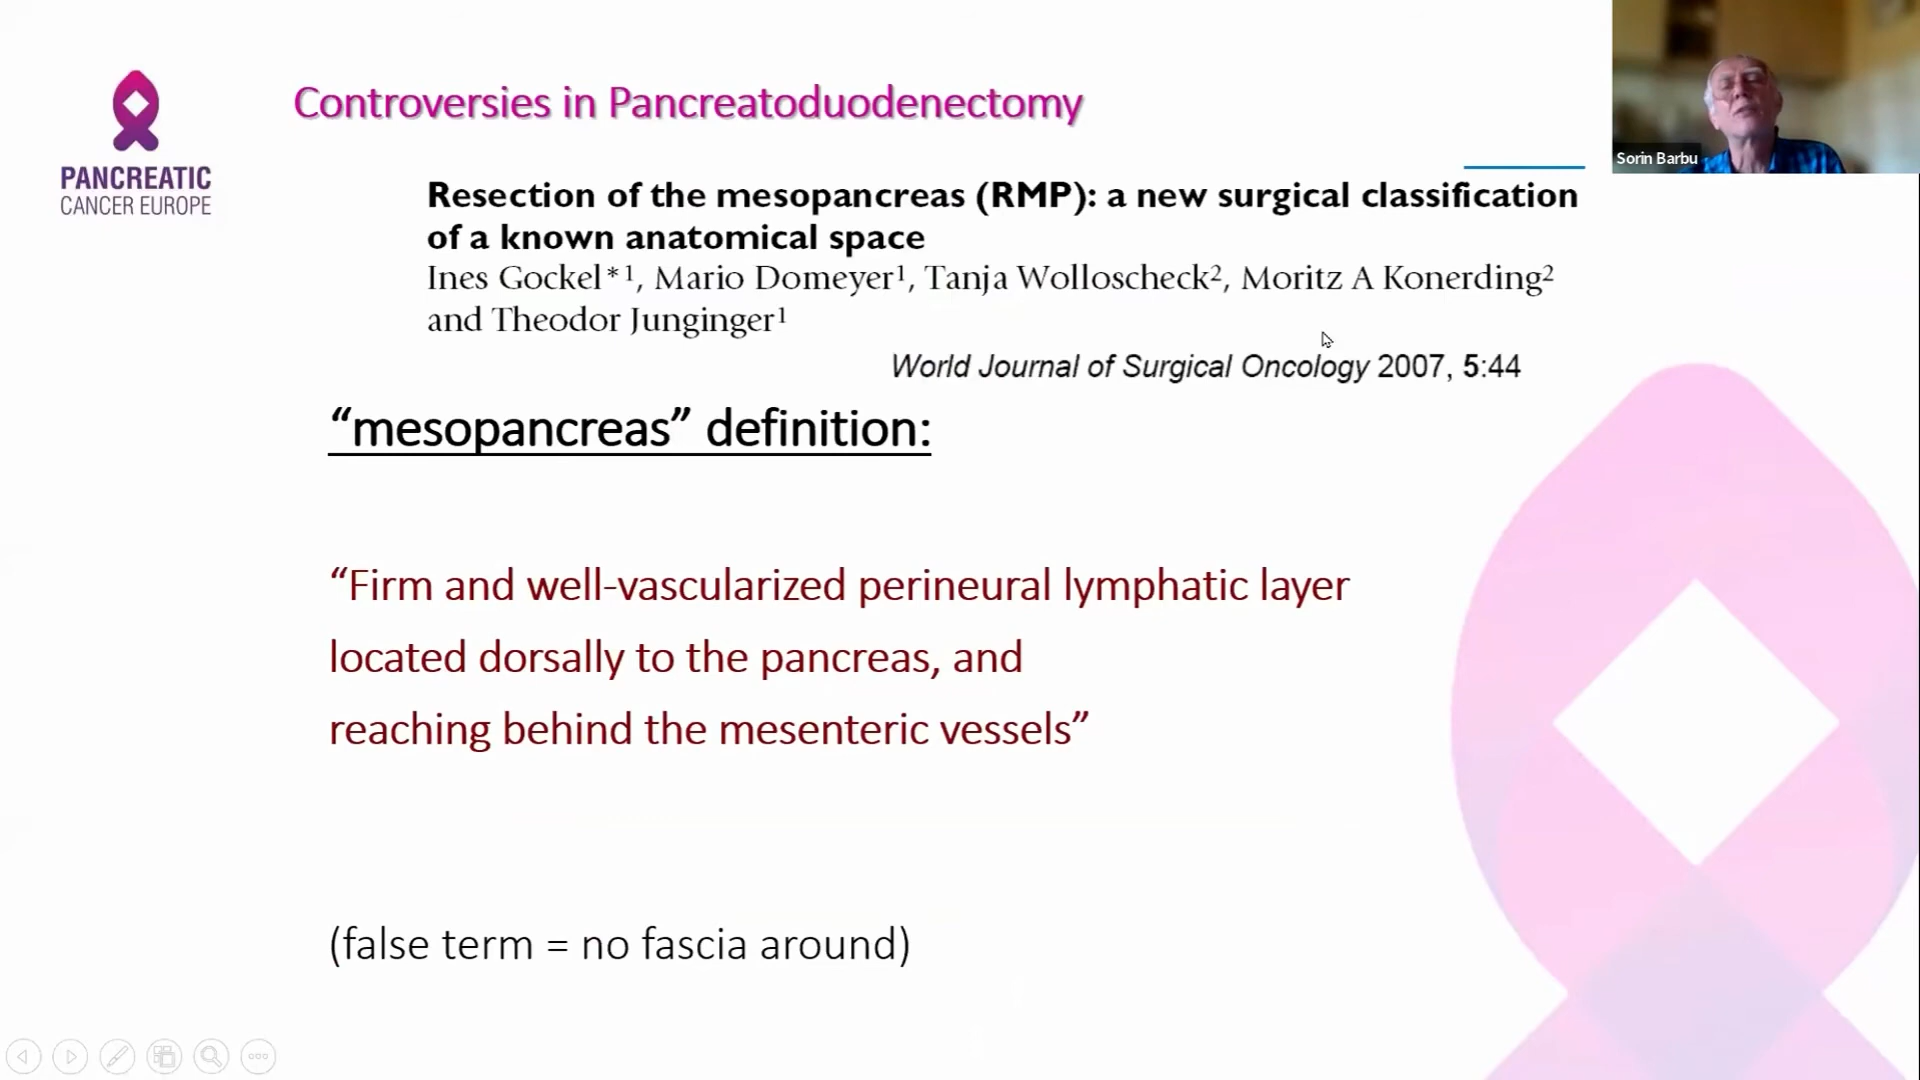 Controversies in Pancreatoduodenectomy
PANCREATIC
CANCER EUROPE
Sorin Barbu
Resection of the mesopancreas (RMP): a new surgical classification
of a known anatomical space
Ines Gockel*¹, Mario Domeyer¹, Tanja Wolloscheck², Moritz A Konerding²
and Theodor Junginger¹
World Journal of Surgical Oncology 2007, 5:44
“mesopancreas” definition:
“Firm and well-vascularized perineural lymphatic layer
located dorsally to the pancreas, and
reaching behind the mesenteric vessels”
(false term = no fascia around)